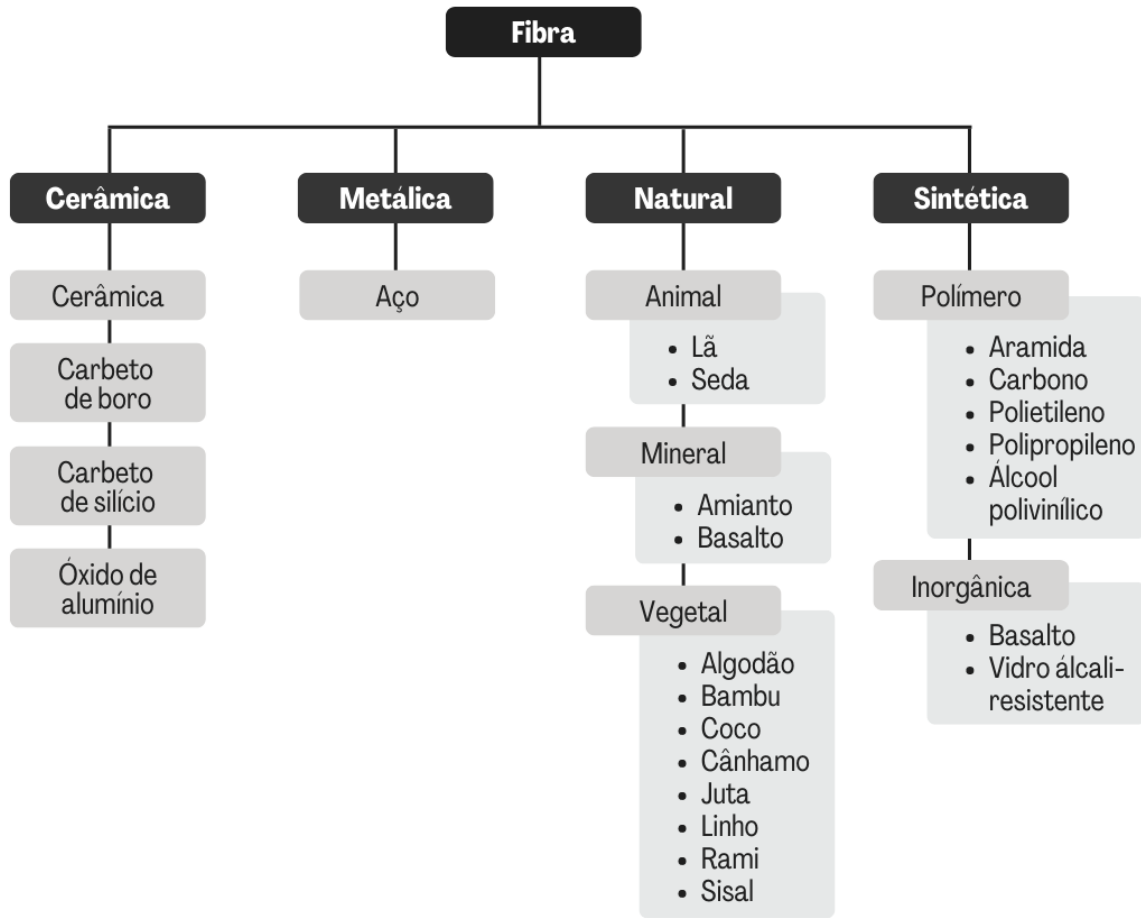 Fibra
Cerâmica
Cerâmica
Carbeto
de boro
Carbeto
de silício
Óxido de
alumínio
Metálica
Aço
Natural
Animal
• Lã
• Seda
Mineral
• Amianto
• Basalto
Vegetal
• Algodão
• Bambu
• Coco
• Cânhamo
• Juta
• Linho
• Rami
• Sisal
Sintética
Polímero
• Aramida
• Carbono
• Polietileno
• Polipropileno
• Álcool
polivinílico
Inorgânica
• Basalto
• Vidro álcali-
resistente